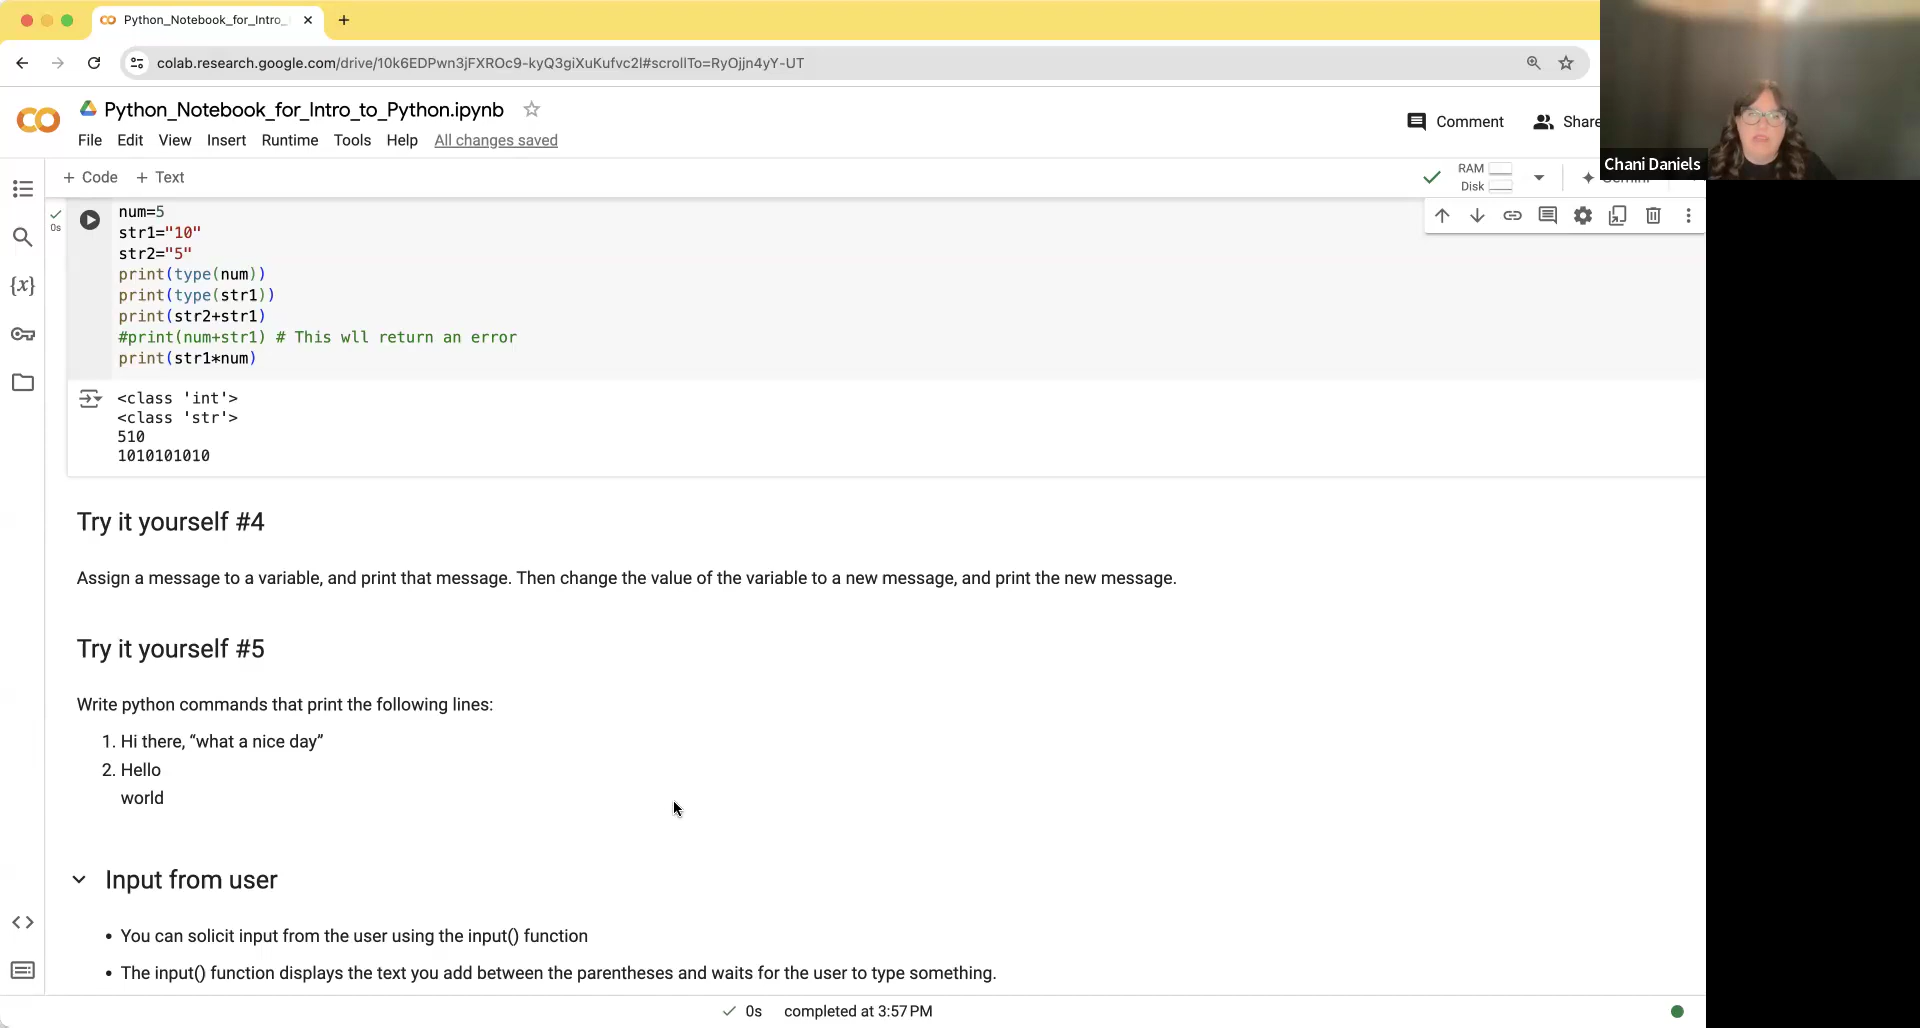 Python_Notebook_for_Intro_
colab.research.google.com/drive/10k6EDPwn3jFXROc9-kyQ3giXuKufvc2I#scrollTo=RyOjjn4yY-UT
Python_Notebook_for_Intro_to_Python.ipynb
File Edit View Insert Runtime Tools Help All changes saved
Comment Share
Chani Daniels
+ Code + Text
RAM
Disk
0s
num=5
str1="10"
str2="5"
print(type(num))
print(type(str1))
print(str2+str1)
#print(num+str1) # This wll return an error
print(str1*num)
<class 'int'>
<class 'str'>
510
1010101010
Try it yourself #4
Assign a message to a variable, and print that message. Then change the value of the variable to a new message, and print the new message.
Try it yourself #5
Write python commands that print the following lines:
1. Hi there, “what a nice day”
2. Hello
world
Input from user
• You can solicit input from the user using the input() function
• The input() function displays the text you add between the parentheses and waits for the user to type something.
0s completed at 3:57 PM